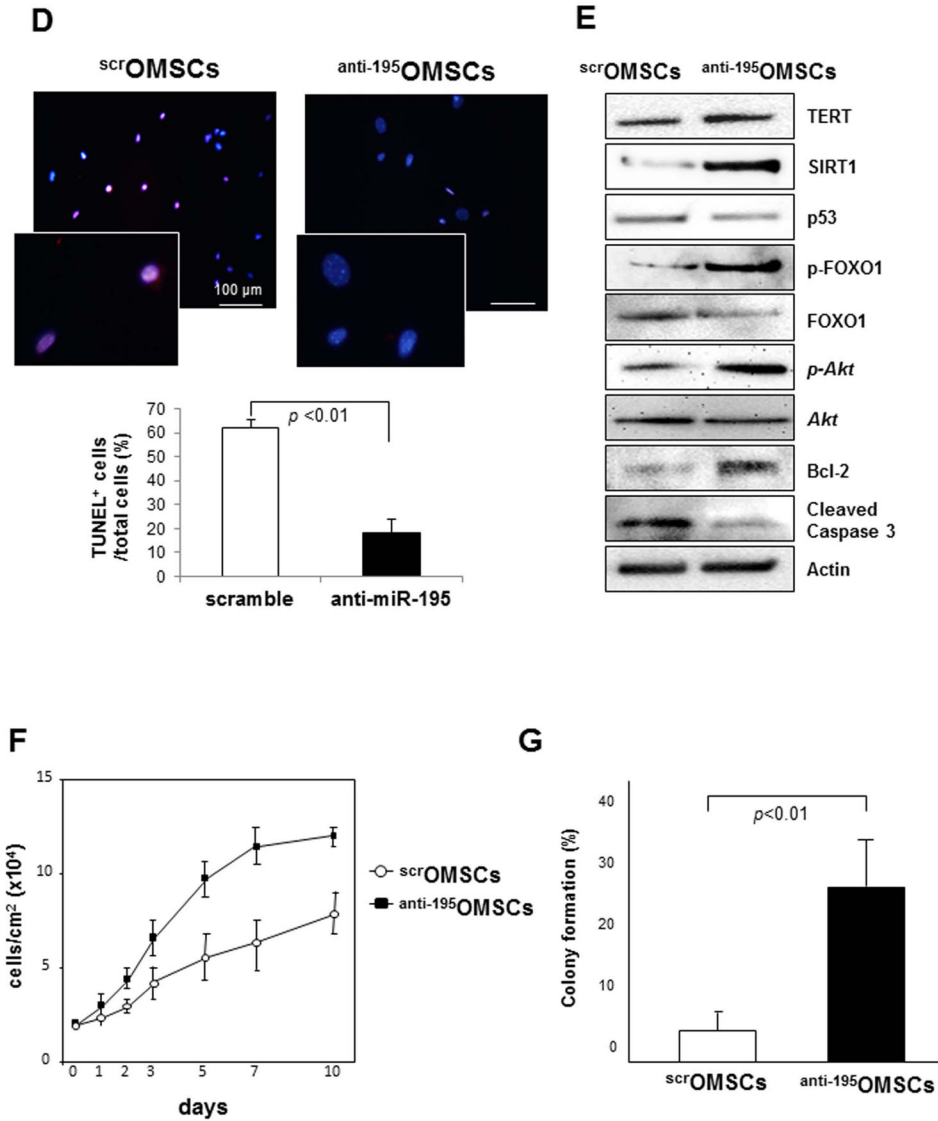 D
scrOMSCs
anti-195OMSCs
100 µm
TUNEL+ cells
/total cells (%)
70
60
50
40
30
20
10
0
p <0.01
scramble
anti-miR-195
E
scrOMSCs
anti-195OMSCs
TERT
SIRT1
p53
p-FOXO1
FOXO1
p-Akt
Akt
Bcl-2
Cleaved
Caspase 3
Actin
F
cells/cm2 (x104)
15
10
5
0
0 1 2 3 5 7 10
days
scrOMSCs
anti-195OMSCs
G
Colony formation (%)
40
30
20
10
0
p<0.01
scrOMSCs
anti-195OMSCs